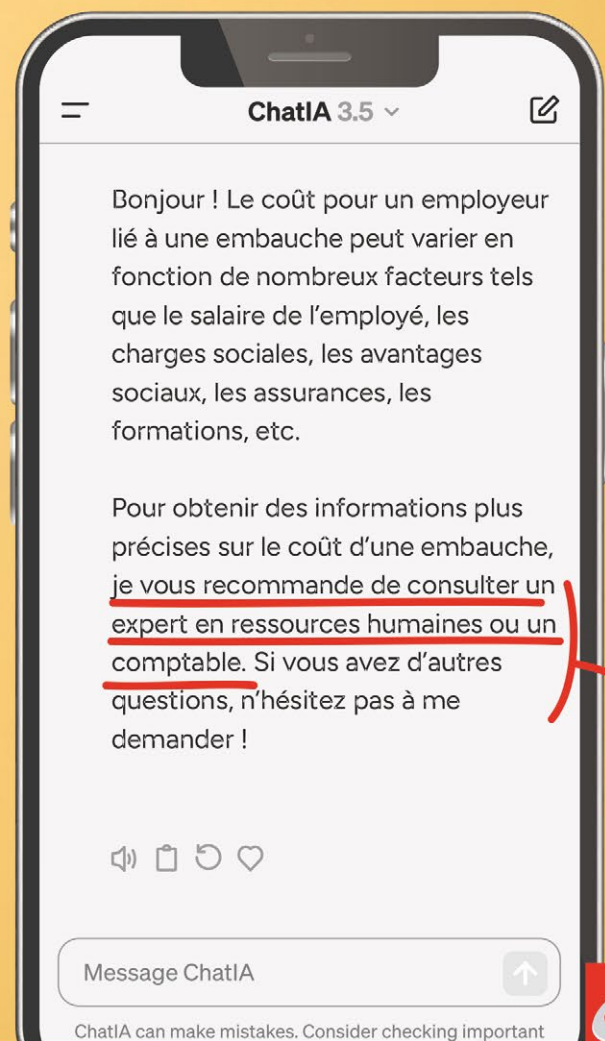 ChatIA 3.5
Bonjour ! Le coût pour un employeur
lié à une embauche peut varier en
fonction de nombreux facteurs tels
que le salaire de l’employé, les
charges sociales, les avantages
sociaux, les assurances, les
formations, etc.
Pour obtenir des informations plus
précises sur le coût d’une embauche,
je vous recommande de consulter un
expert en ressources humaines ou un
comptable. Si vous avez d’autres
questions, n’hésitez pas à me
demander !
Message ChatIA
ChatIA can make mistakes. Consider checking important